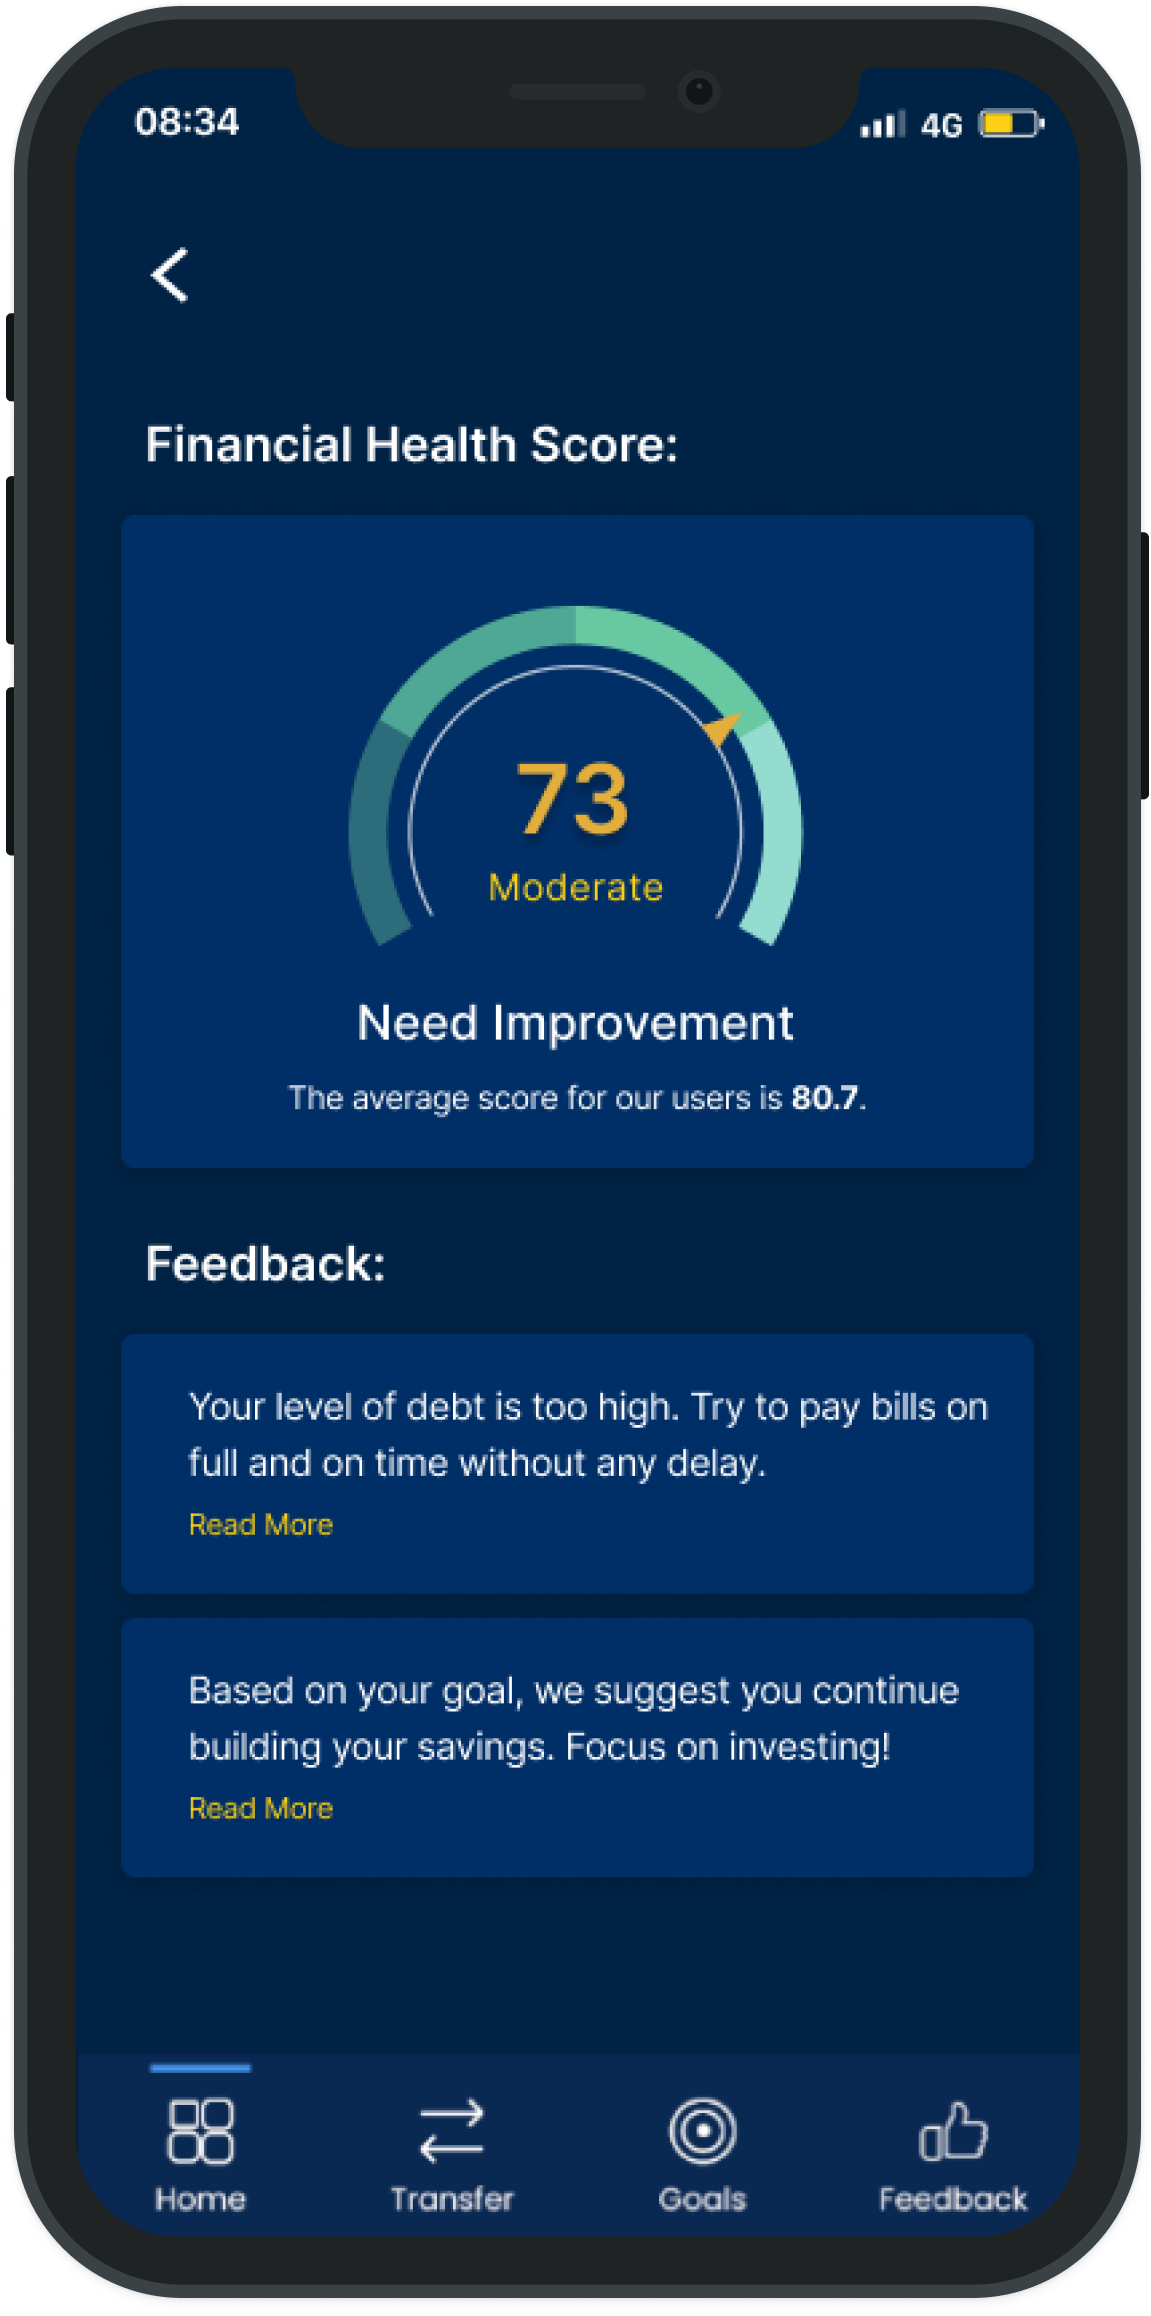 08:34
4G
Financial Health Score:
73
Moderate
Need Improvement
The average score for our users is 80.7.
Feedback:
Your level of debt is too high. Try to pay bills on
full and on time without any delay.
Read More
Based on your goal, we suggest you continue
building your savings. Focus on investing!
Read More
Home
Transfer
Goals
Feedback